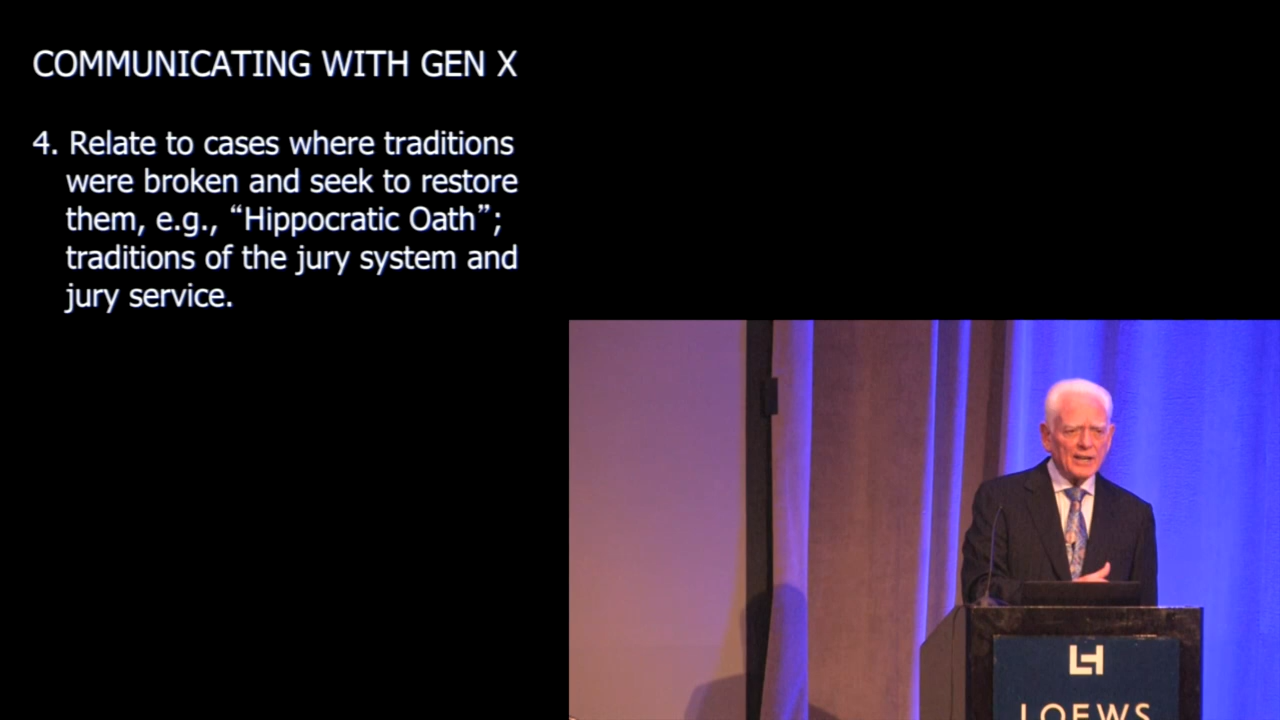 COMMUNICATING WITH GEN X
4. Relate to cases where traditions
were broken and seek to restore
them, e.g., “Hippocratic Oath”;
traditions of the jury system and
jury service.
LOEWS